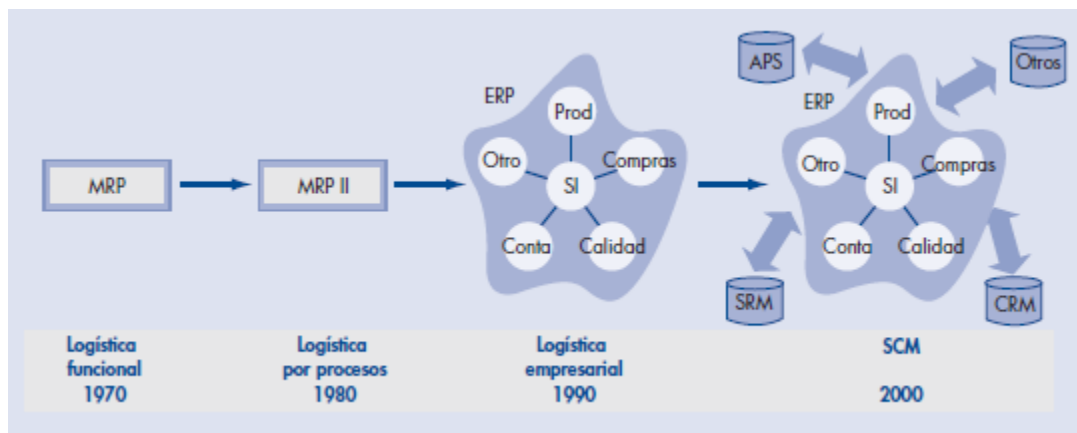 APS
Otros
ERP
ERP
Prod
Prod
Otro
Compras
Otro
Compras
MRP
MRP II
SI
SI
Conta
Calidad
Conta
Calidad
SRM
CRM
Logística
funcional
1970
Logística
por procesos
1980
Logística
empresarial
1990
SCM
2000